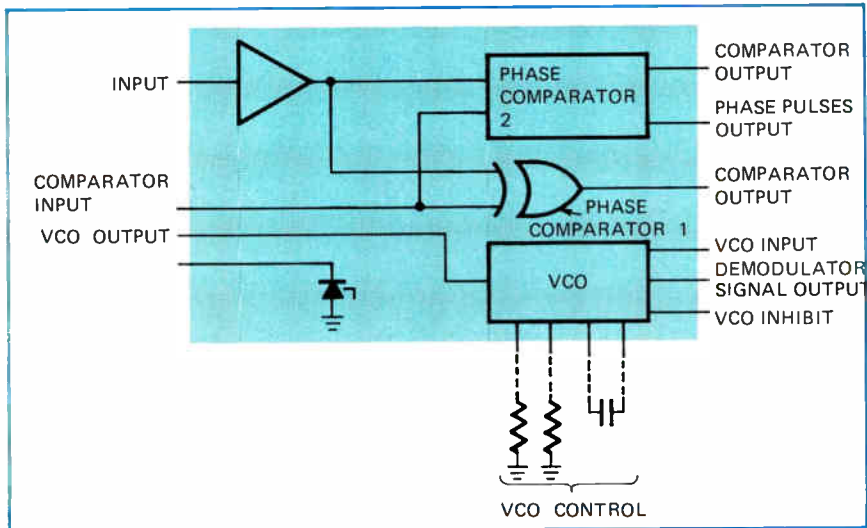 INPUT
COMPARATOR
INPUT
VCO OUTPUT
PHASE
COMPARATOR
2
PHASE
COMPARATOR 1
VCO
COMPARATOR
OUTPUT
PHASE PULSES
OUTPUT
COMPARATOR
OUTPUT
VCO INPUT
DEMODULATOR
SIGNAL OUTPUT
VCO INHIBIT
VCO CONTROL